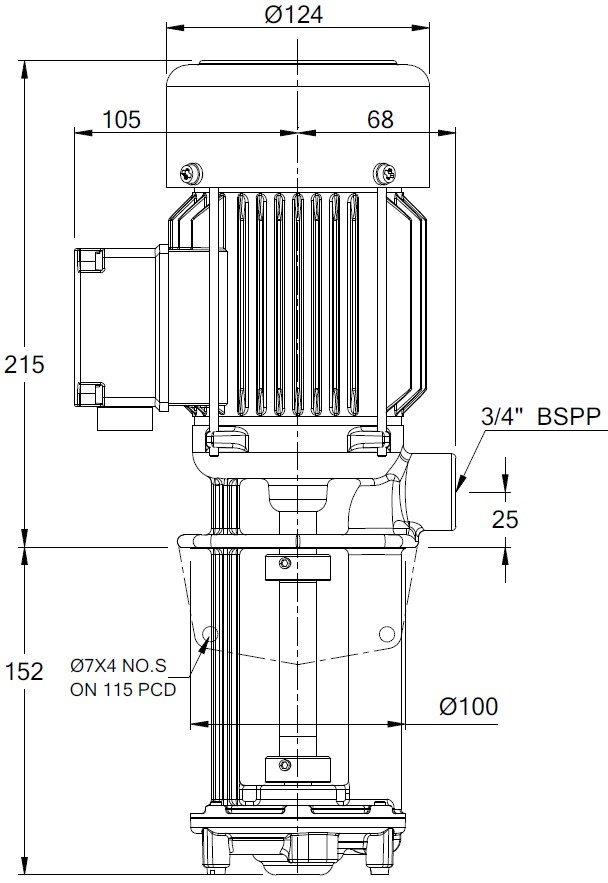 Ø124
105
68
215
3/4" BSPP
25
152
Ø7X4 NO.S
ON 115 PCD
Ø100